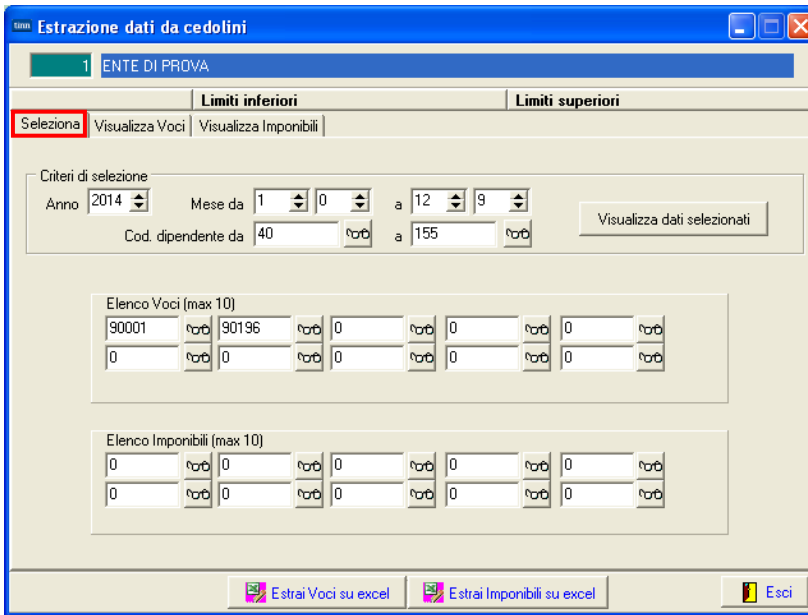 tinn Estrazione dati da cedolini
1 ENTE DI PROVA
Limiti inferiori Limiti superiori
Seleziona Visualizza Voci Visualizza Imponibili
Criteri di selezione
Anno 2014 Mese da 1 0 a 12 9
Visualizza dati selezionati
Cod. dipendente da 40 a 155
Elenco Voci (max 10)
90001 90196 0 0 0
0 0 0 0 0
Elenco Imponibili (max 10)
0 0 0 0 0
0 0 0 0 0
Estrai Voci su excel Estrai Imponibili su excel Esci